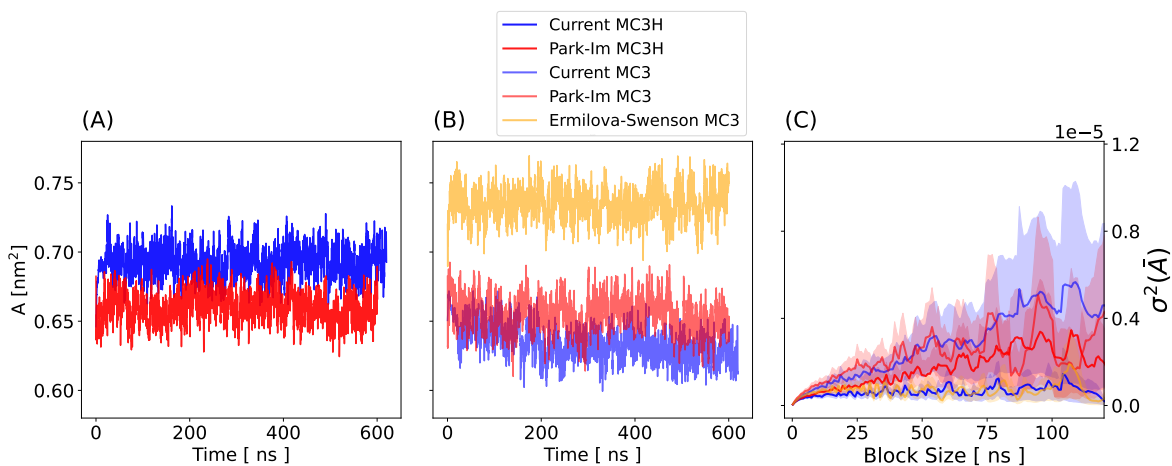 Current MC3H
Park-Im MC3H
Current MC3
Park-Im MC3
Ermilova-Swenson MC3
(A)
(B)
(C)
1e-5
0.75
0.70
0.65
0.60
A [nm²]
0
200
400
600
Time [ ns ]
0
200
400
600
Time [ ns ]
0
25
50
75
100
Block Size [ ns ]
1.2
0.8
0.4
0.0
σ²(Ā)